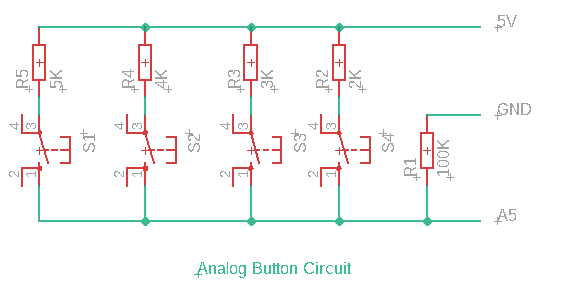 5V
R5
5K
R4
4K
R3
3K
R2
2K
GND
4
3
S1
4
3
S2
4
3
S3
4
3
S4
R1
100K
2
1
2
1
2
1
2
1
A5
Analog Button Circuit